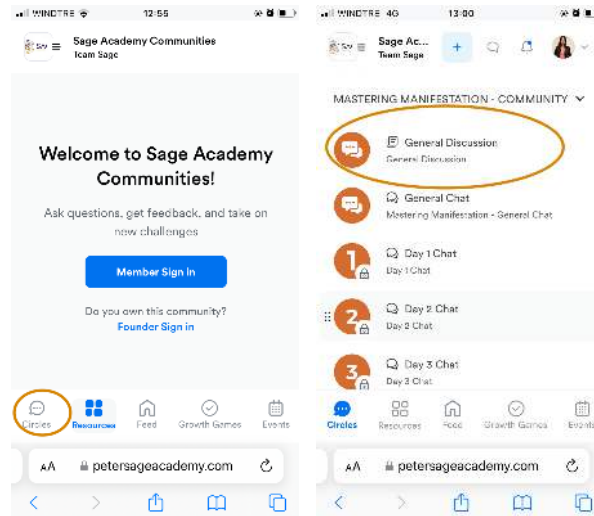 WINDTRE
12:55
Sage Academy Communities
Team Sage
Welcome to Sage Academy
Communities!
Ask questions, get feedback, and take on
new challenges
Member Sign in
Do you own this community?
Founder Sign in
Circles
Resources
Feed
Growth Games
Events
AA
petersageacademy.com
WINDTRE 4G
13:00
Sage Ac...
Team Sage
+
MASTERING MANIFESTATION - COMMUNITY
General Discussion
General Discussion
General Chat
Mastering Manifestation - General Chat
1
Day 1 Chat
Day 1 Chat
2
Day 2 Chat
Day 2 Chat
3
Day 3 Chat
Day 3 Chat
Circles
Resources
Feed
Growth Games
Events
AA
petersageacademy.com